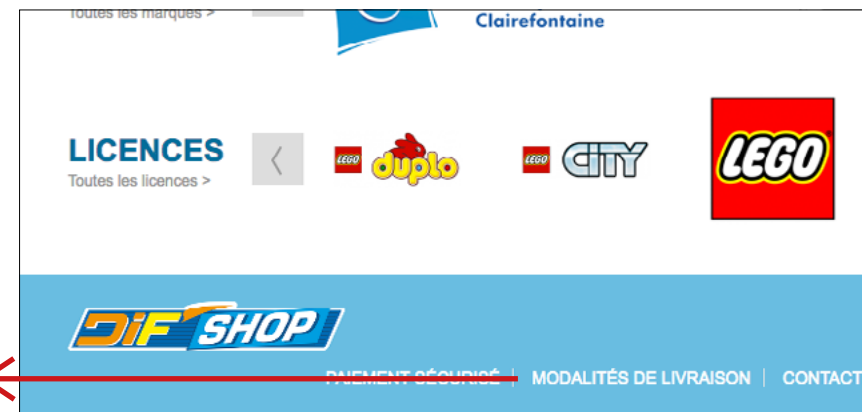 Toutes les marques >
Clairefontaine
LICENCES
Toutes les licences >
LEGO duplo
LEGO CITY
LEGO
DIF SHOP
PAIEMENT SÉCURISÉ | MODALITÉS DE LIVRAISON | CONTACT